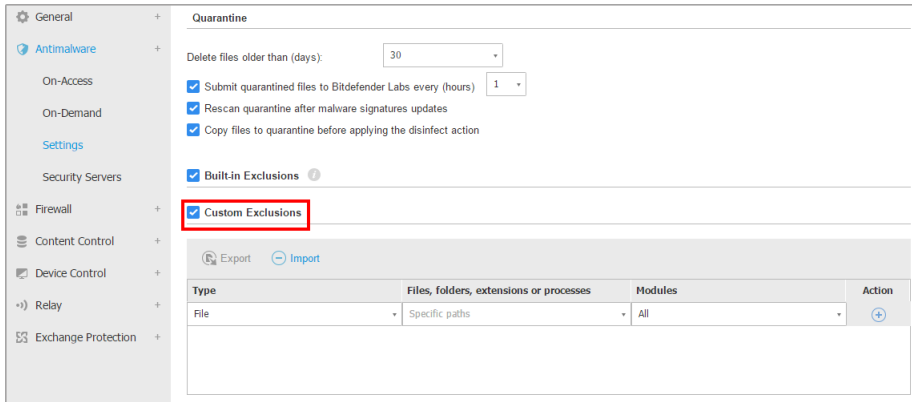 General +
Antimalware +
On-Access
On-Demand
Settings
Security Servers
Firewall +
Content Control +
Device Control +
Relay +
Exchange Protection +
Quarantine
Delete files older than (days): 30
Submit quarantined files to Bitdefender Labs every (hours) 1
Rescan quarantine after malware signatures updates
Copy files to quarantine before applying the disinfect action
Built-in Exclusions i
Custom Exclusions
Export Import
Type Files, folders, extensions or processes Modules Action
File Specific paths All